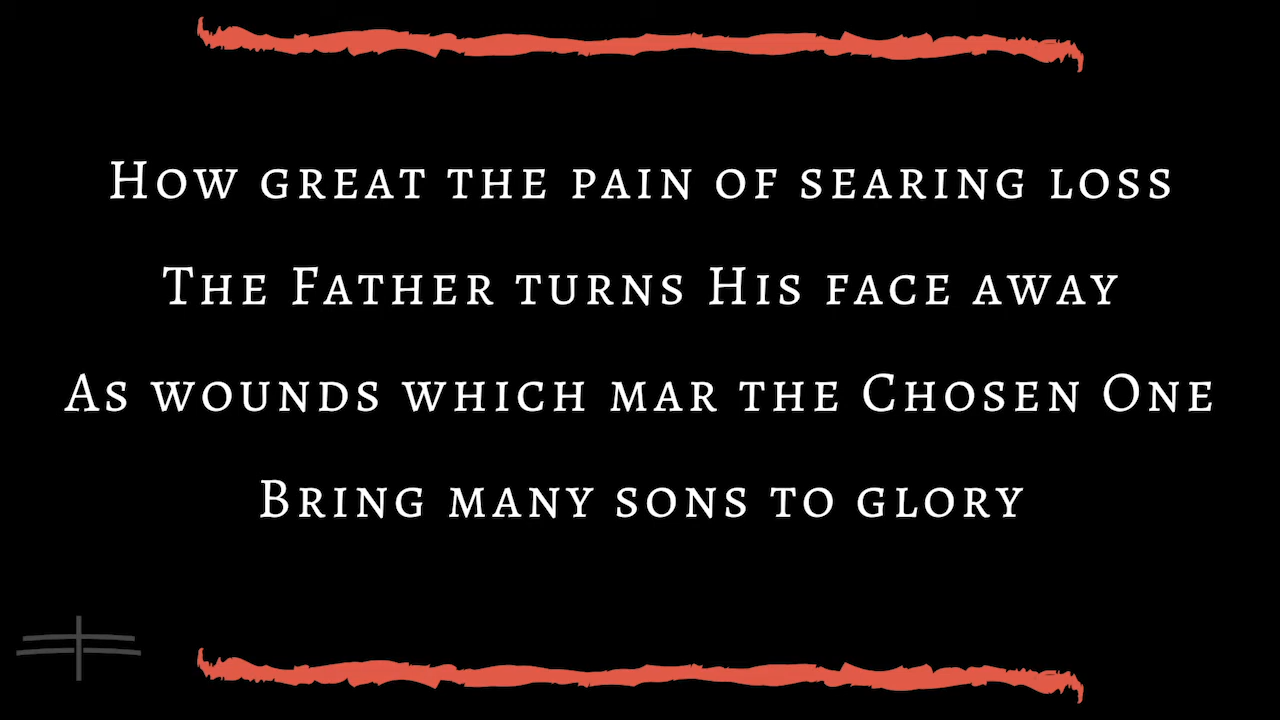 How great the pain of searing loss
The Father turns His face away
As wounds which mar the Chosen One
Bring many sons to glory